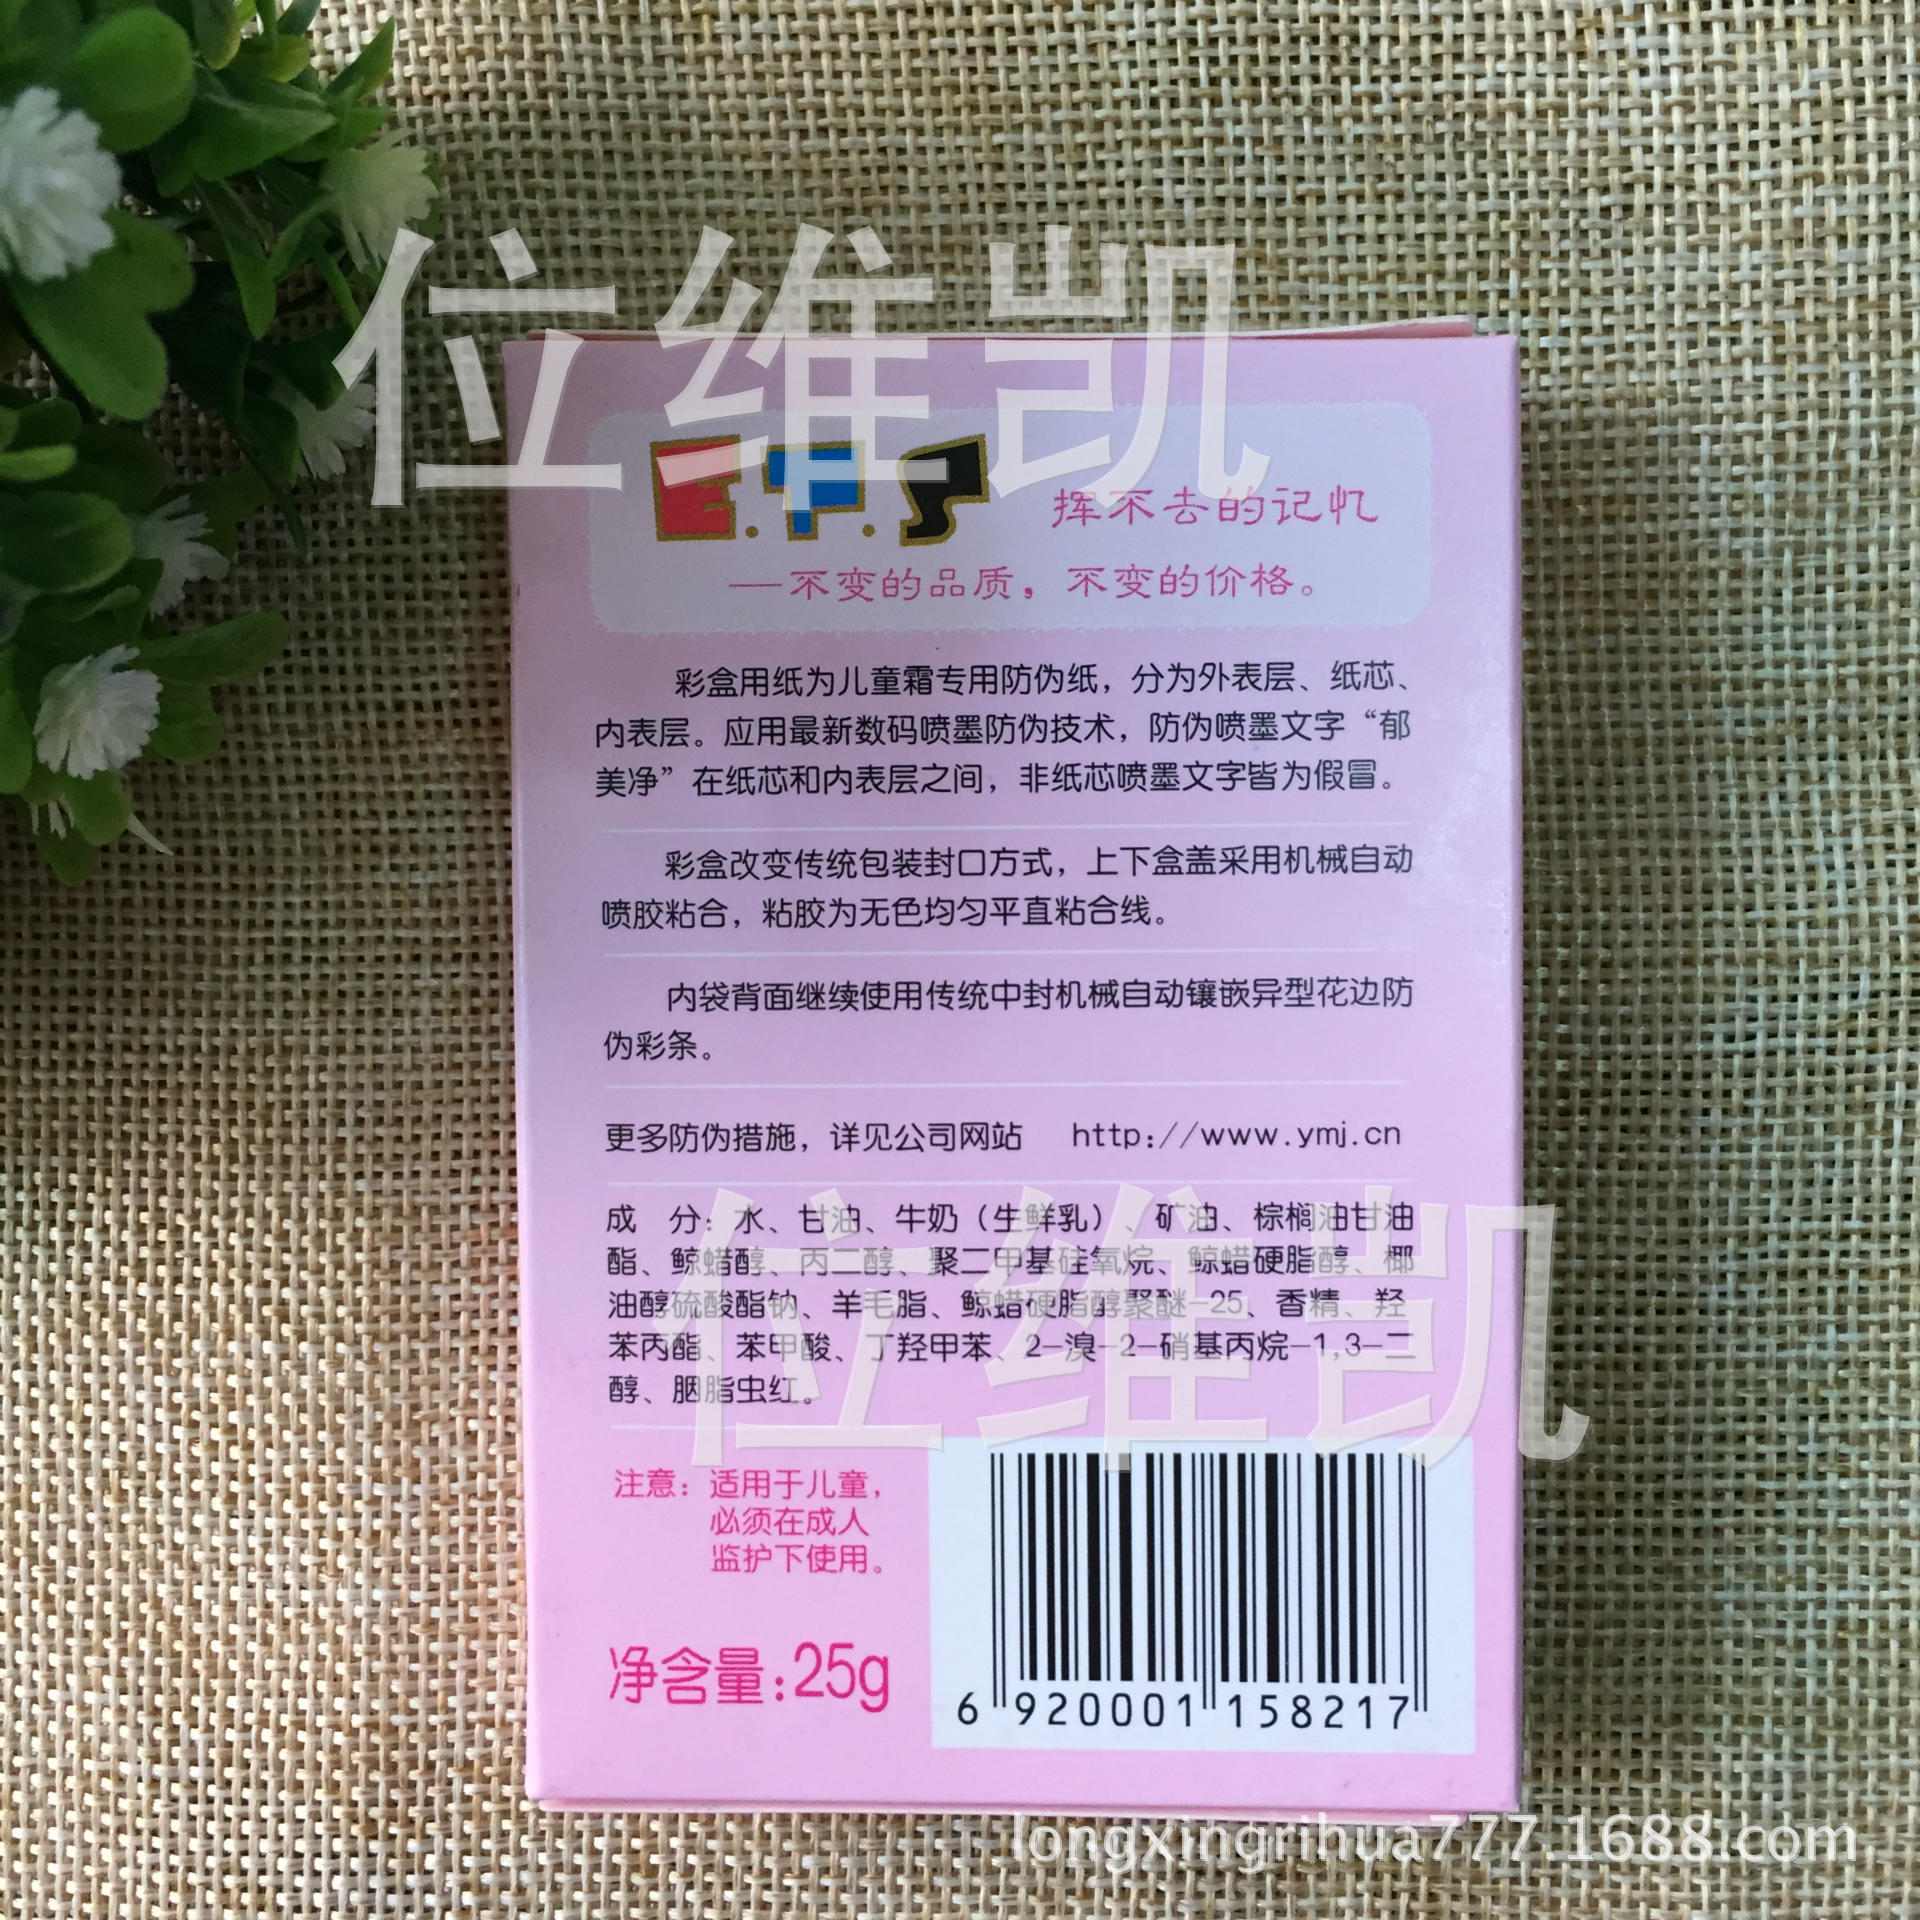 位维凯
E.T.S 挥不去的记忆
—不变的品质，不变的价格。
彩盒用纸为儿童霜专用防伪纸，分为外表层、纸芯、
内表层。应用最新数码喷墨防伪技术，防伪喷墨文字“郁
美净”在纸芯和内表层之间，非纸芯喷墨文字皆为假冒。
彩盒改变传统包装封口方式，上下盒盖采用机械自动
喷胶粘合，粘胶为无色均匀平直粘合线。
内袋背面继续使用传统中封机械自动镶嵌异型花边防
伪彩条。
更多防伪措施，详见公司网站 http://www.ymj.cn
成 分：水、甘油、牛奶（生鲜乳）、矿油、棕榈油甘油
酯、鲸蜡醇、丙二醇、聚二甲基硅氧烷、鲸蜡硬脂醇、椰
油醇硫酸酯钠、羊毛脂、鲸蜡硬脂醇聚醚-25、香精、羟
苯丙酯、苯甲酸、丁羟甲苯、2-溴-2-硝基丙烷-1,3-二
醇、胭脂虫红。
位维凯
注意：适用于儿童，
必须在成人
监护下使用。
净含量:25g
6 920001 158217
longxingrihua777.1688.com